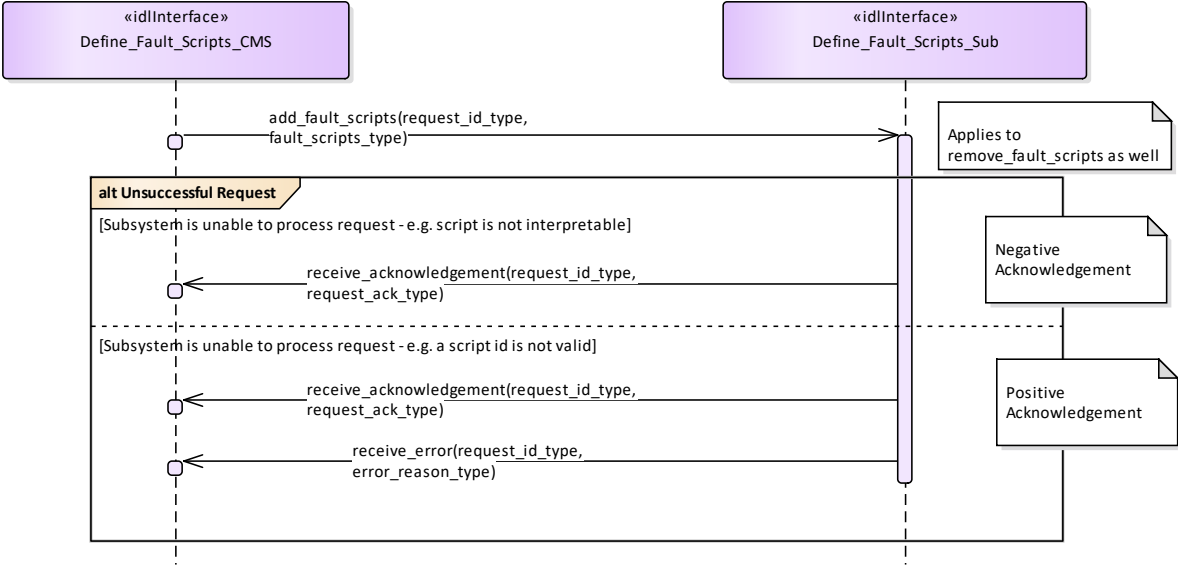 «idlInterface»
Define_Fault_Scripts_CMS
«idlInterface»
Define_Fault_Scripts_Sub
add_fault_scripts(request_id_type,
fault_scripts_type)
Applies to
remove_fault_scripts as well
alt Unsuccessful Request
[Subsystem is unable to process request - e.g. script is not interpretable]
Negative
Acknowledgement
receive_acknowledgement(request_id_type,
request_ack_type)
[Subsystem is unable to process request - e.g. a script id is not valid]
receive_acknowledgement(request_id_type,
request_ack_type)
Positive
Acknowledgement
receive_error(request_id_type,
error_reason_type)